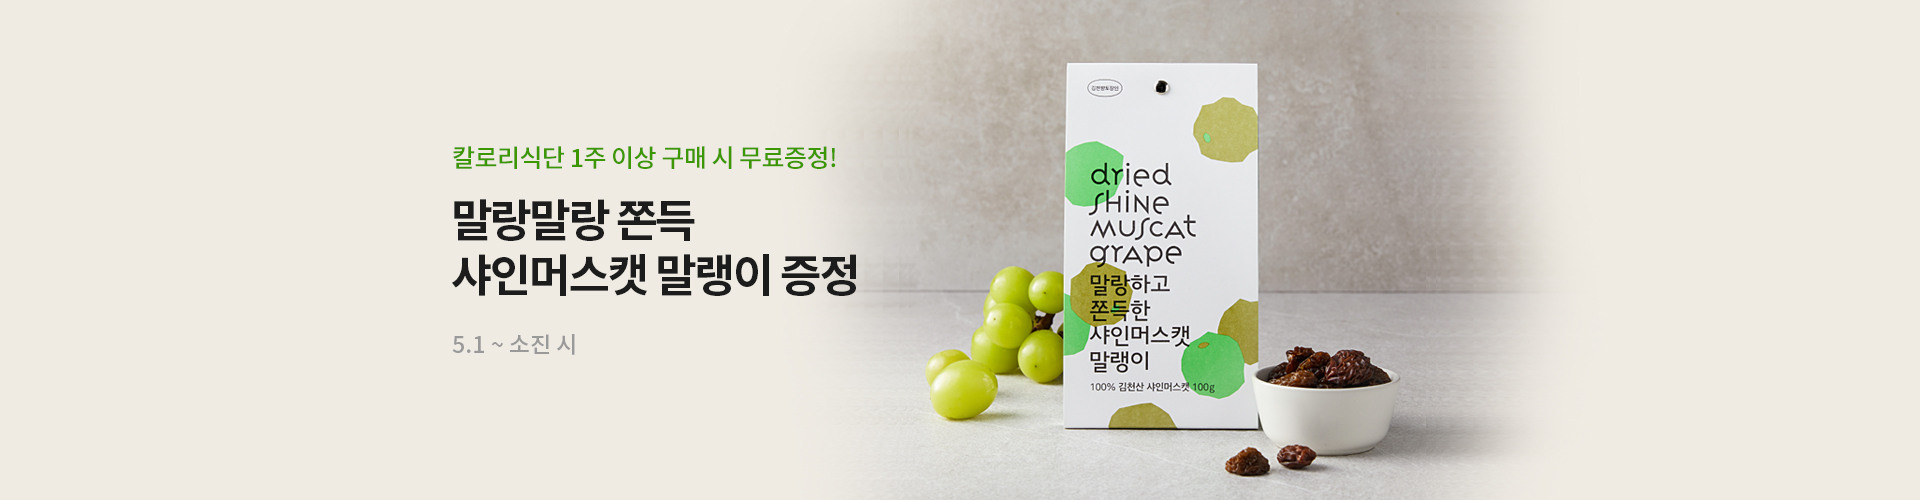 칼로리식단 1주 이상 구매 시 무료증정!
말랑말랑 쫀득
샤인머스캣 말랭이 증정
5.1 ~ 소진 시
dried
shine
muscat
grape
말랑하고
쫀득한
샤인머스캣
말랭이
100% 김천산 샤인머스캣 100g